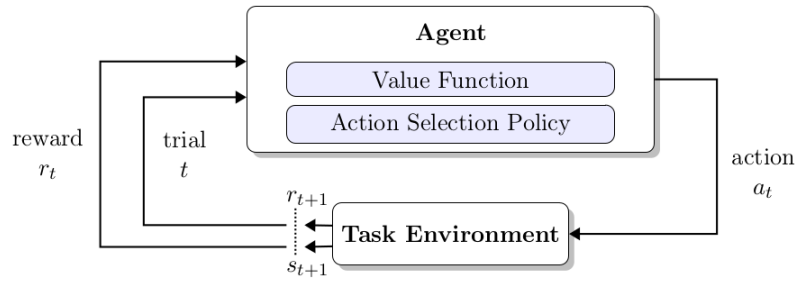 Agent
Value Function
Action Selection Policy
reward
r_t
trial
t
action
a_t
r_{t+1}
Task Environment
s_{t+1}